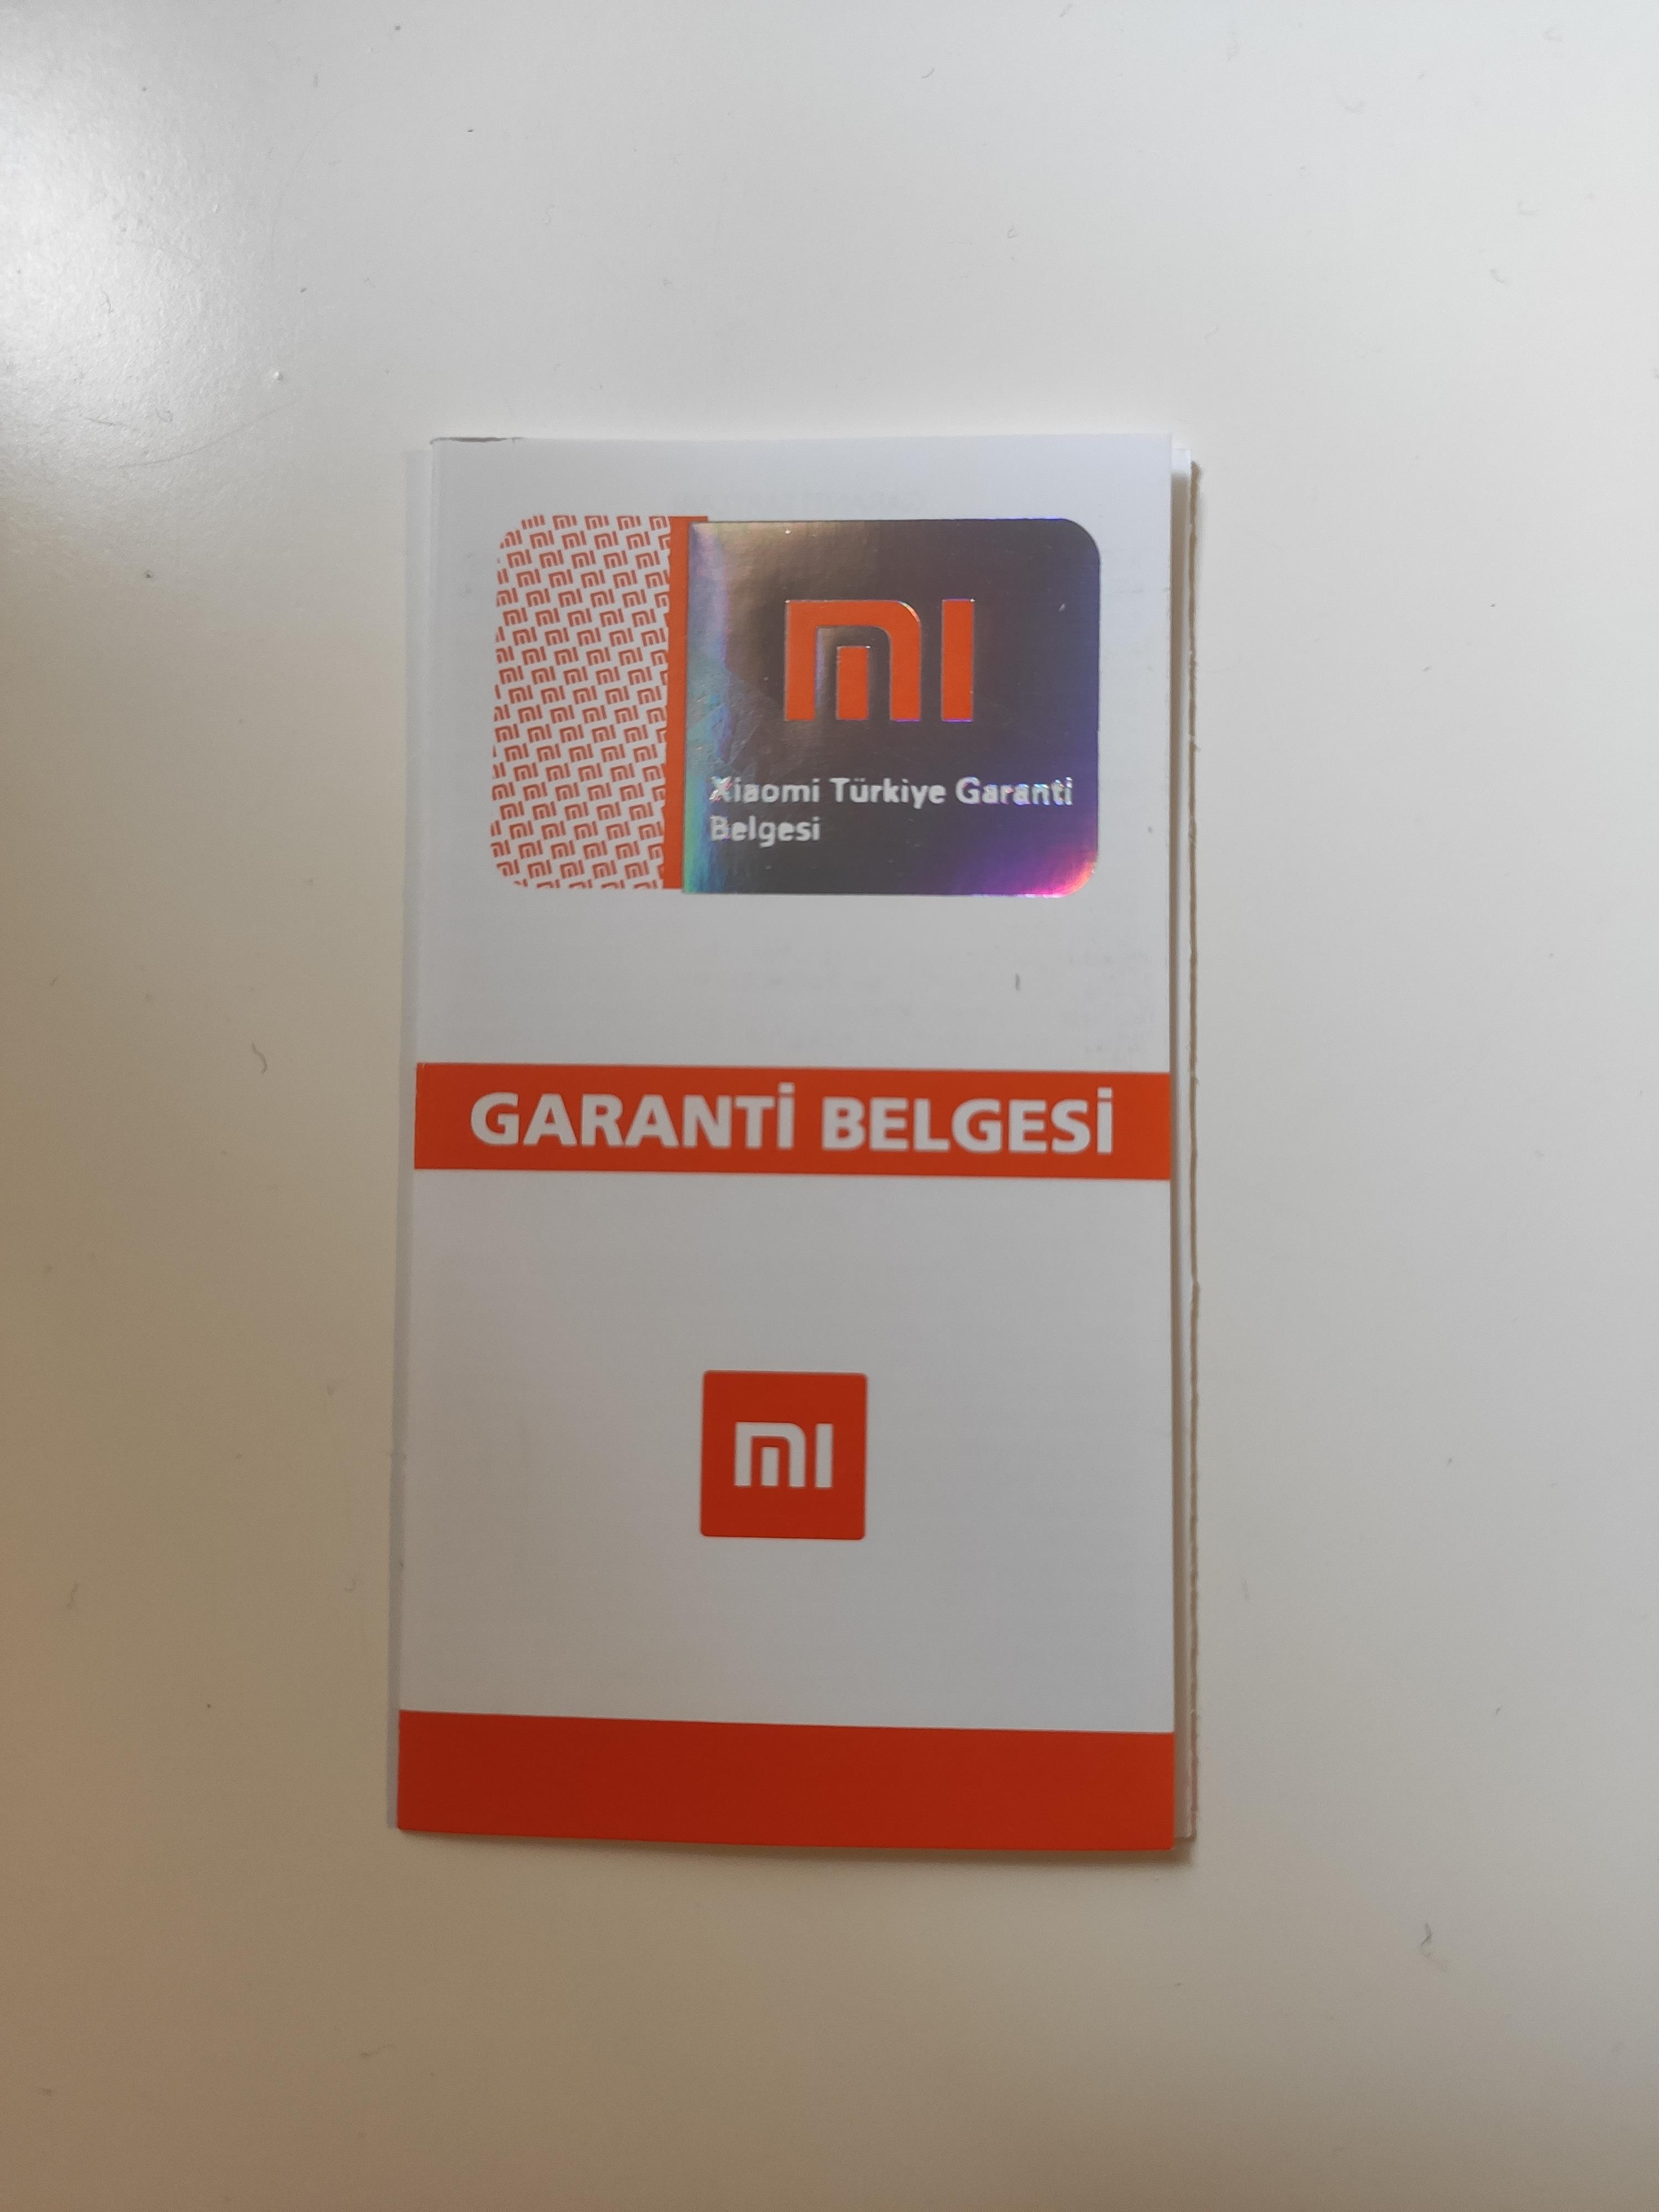 mi
Xiaomi Türkiye Garanti
Belgesi
GARANTİ BELGESİ
mi